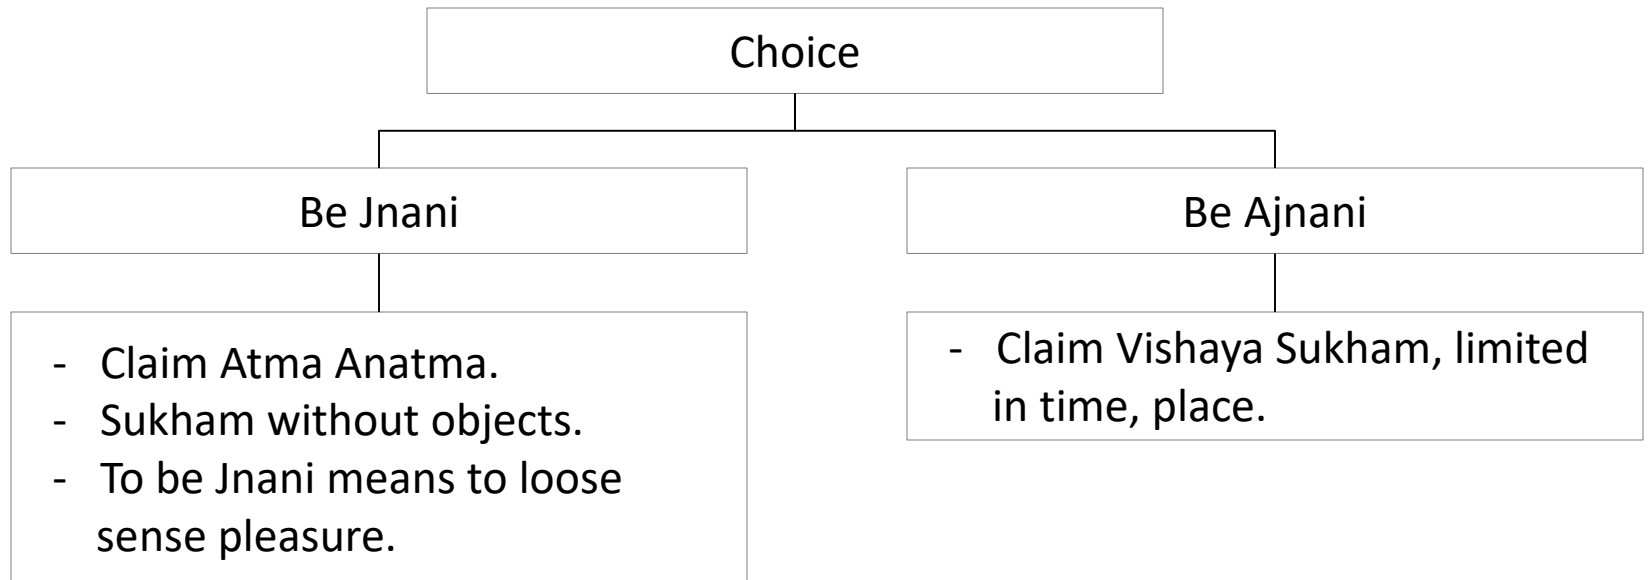 Choice
Be Jnani
Be Ajnani
- Claim Atma Anatma.
- Sukham without objects.
- To be Jnani means to loose
sense pleasure.
- Claim Vishaya Sukham, limited
in time, place.